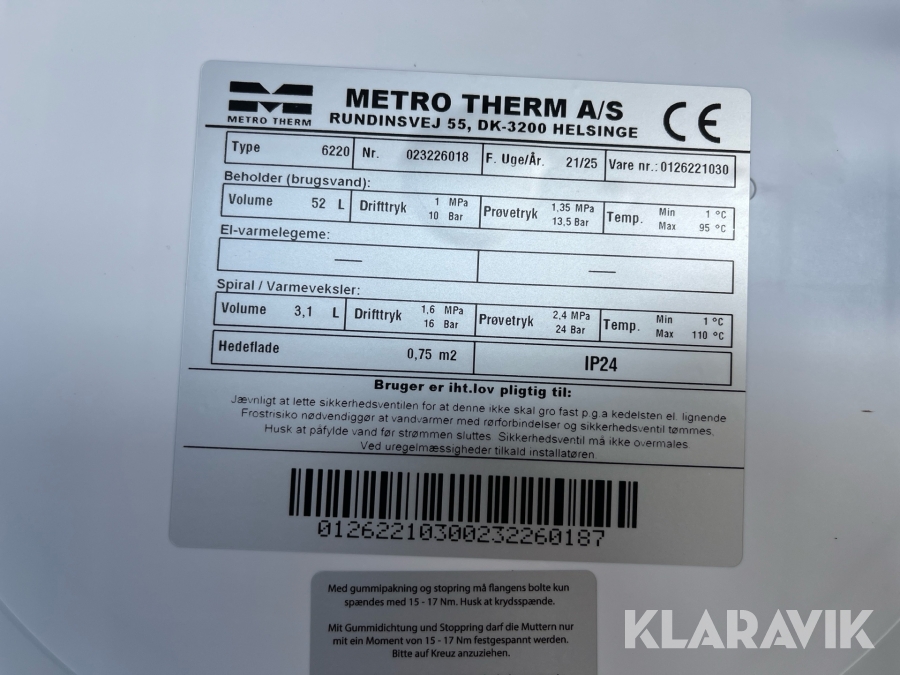 METRO THERM
METRO THERM A/S
RUNDINSVEJ 55, DK-3200 HELSINGE
CE
Type 6220 Nr. 023226018 F. Uge/År. 21/25 Vare nr.: 0126221030
Beholder (brugsvand):
Volume 52 L Drifttryk 1 MPa 10 Bar Prøvetryk 1,35 MPa 13,5 Bar Temp. Min 1 °C Max 95 °C
El-varmelegeme:
— —
Spiral / Varmeveksler:
Volume 3,1 L Drifttryk 1,6 MPa 16 Bar Prøvetryk 2,4 MPa 24 Bar Temp. Min 1 °C Max 110 °C
Hedeflade 0,75 m2 IP24
Bruger er iht.lov pligtig til:
Jævnligt at lette sikkerhedsventilen for at denne ikke skal gro fast p.g.a kedelsten el. lignende
Frostrisiko nødvendiggør at vandvarmer med rørforbindelser og sikkerhedsventil tømmes.
Husk at påfylde vand før strømmen sluttes. Sikkerhedsventil må ikke overmales.
Ved uregelmæssigheder tilkald installatøren.
01262210300232260187
Med gummipakning og stopring må flangens bolte kun
spændes med 15 - 17 Nm. Husk at krydsspænde.
Mit Gummidichtung und Stoppring darf die Muttern nur
mit ein Moment von 15 - 17 Nm festgespannt werden.
Bitte auf Kreuz anzuziehen.
KLARAVIK